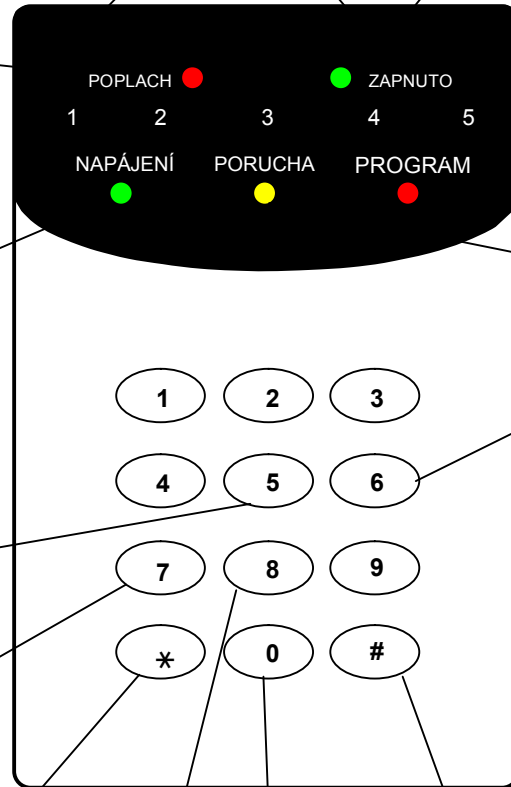 POPLACH ZAPNUTO
1 2 3 4 5
NAPÁJENÍ PORUCHA PROGRAM
1 2 3
4 5 6
7 8 9
* 0 #